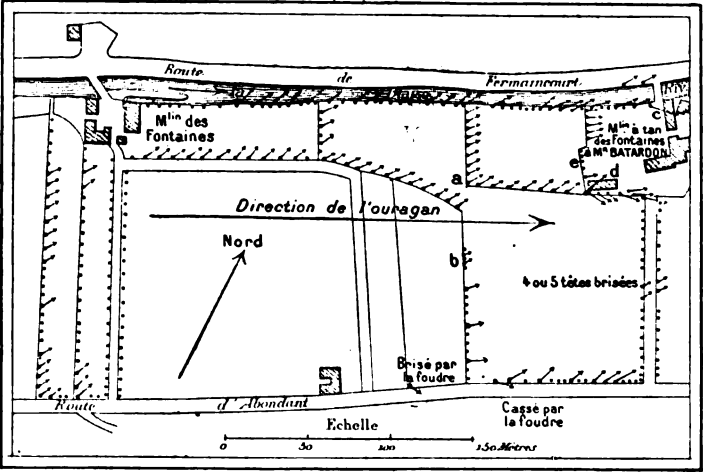 Route de Fermaincourt
Mlin des
Fontaines
c
Mlin à tan
des Fontaines
à Mr BATARDON
e
d
a
Direction de l'ouragan
Nord
b
4 ou 5 têtes brisées
Brisé par
la foudre
Route d'Abondant
Cassé par
la foudre
Echelle
0 50 100 150 Mètres